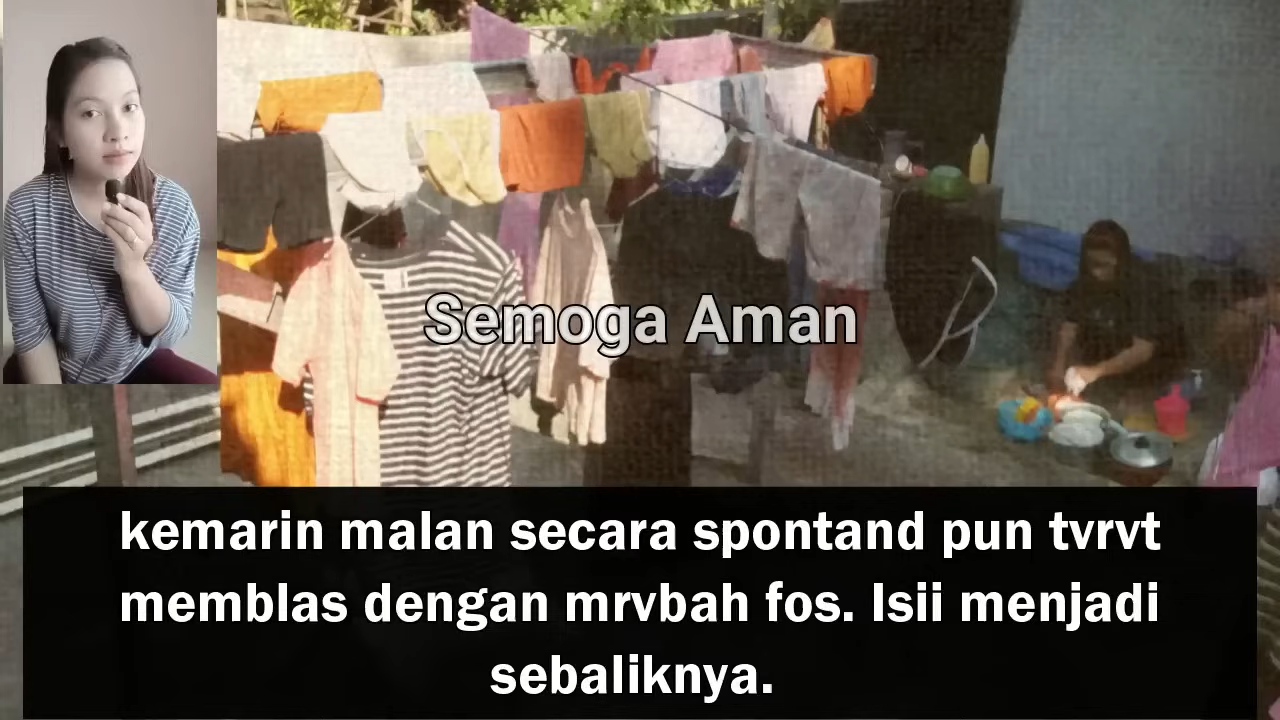 Semoga Aman
kemarin malan secara spontand pun tvrvt
memblas dengan mrvbah fos. Isii menjadi
sebaliknya.